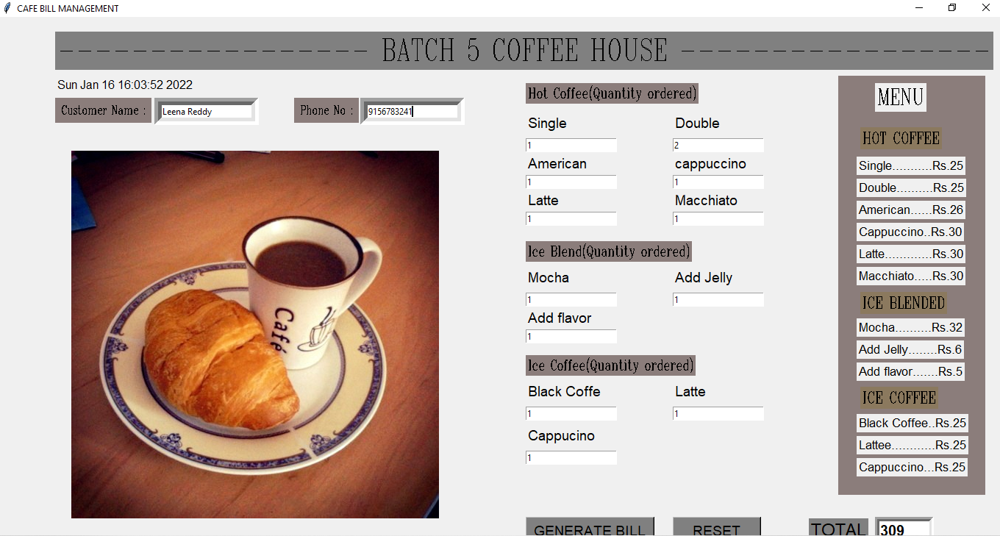 CAFE BILL MANAGEMENT
----------------- BATCH 5 COFFEE HOUSE -----------------
Sun Jan 16 16:03:52 2022
Customer Name : Leena Reddy Phone No : 9156783241
Café
Hot Coffee(Quantity ordered)
Single Double
1 2
American cappuccino
1 1
Latte Macchiato
1 1
Ice Blend(Quantity ordered)
Mocha Add Jelly
1 1
Add flavor
1
Ice Coffee(Quantity ordered)
Black Coffe Latte
1 1
Cappucino
1
GENERATE BILL RESET TOTAL 309
MENU
HOT COFFEE
Single...........Rs.25
Double..........Rs.25
American......Rs.26
Cappuccino..Rs.30
Latte.............Rs.30
Macchiato.....Rs.30
ICE BLENDED
Mocha..........Rs.32
Add Jelly........Rs.6
Add flavor.......Rs.5
ICE COFFEE
Black Coffee..Rs.25
Lattee............Rs.25
Cappuccino...Rs.25